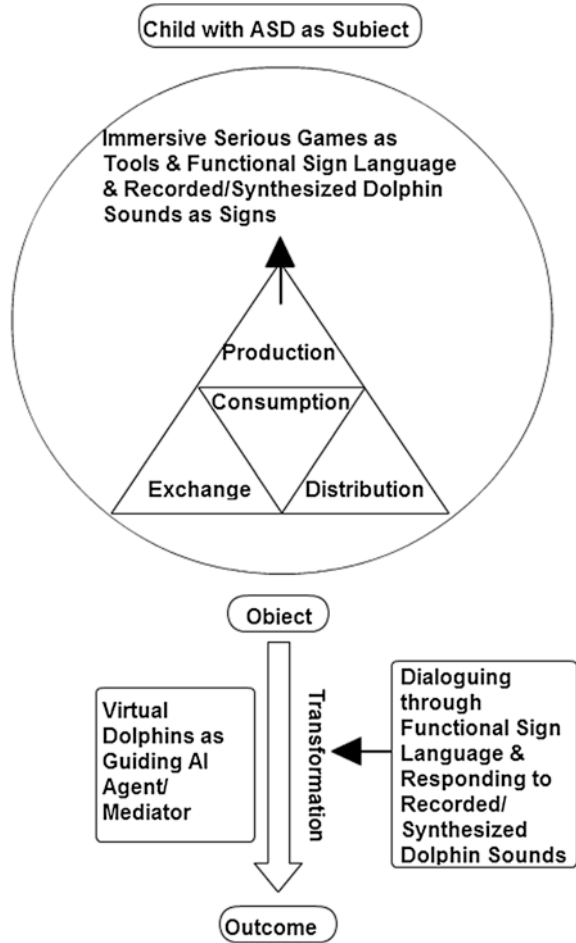 Child with ASD as Subiect
Immersive Serious Games as
Tools & Functional Sign Language
& Recorded/Synthesized Dolphin
Sounds as Signs
Production
Consumption
Exchange
Distribution
Obiect
Virtual
Dolphins as
Guiding AI
Agent/
Mediator
Transformation
Dialoguing
through
Functional Sign
Language &
Responding to
Recorded/
Synthesized
Dolphin Sounds
Outcome